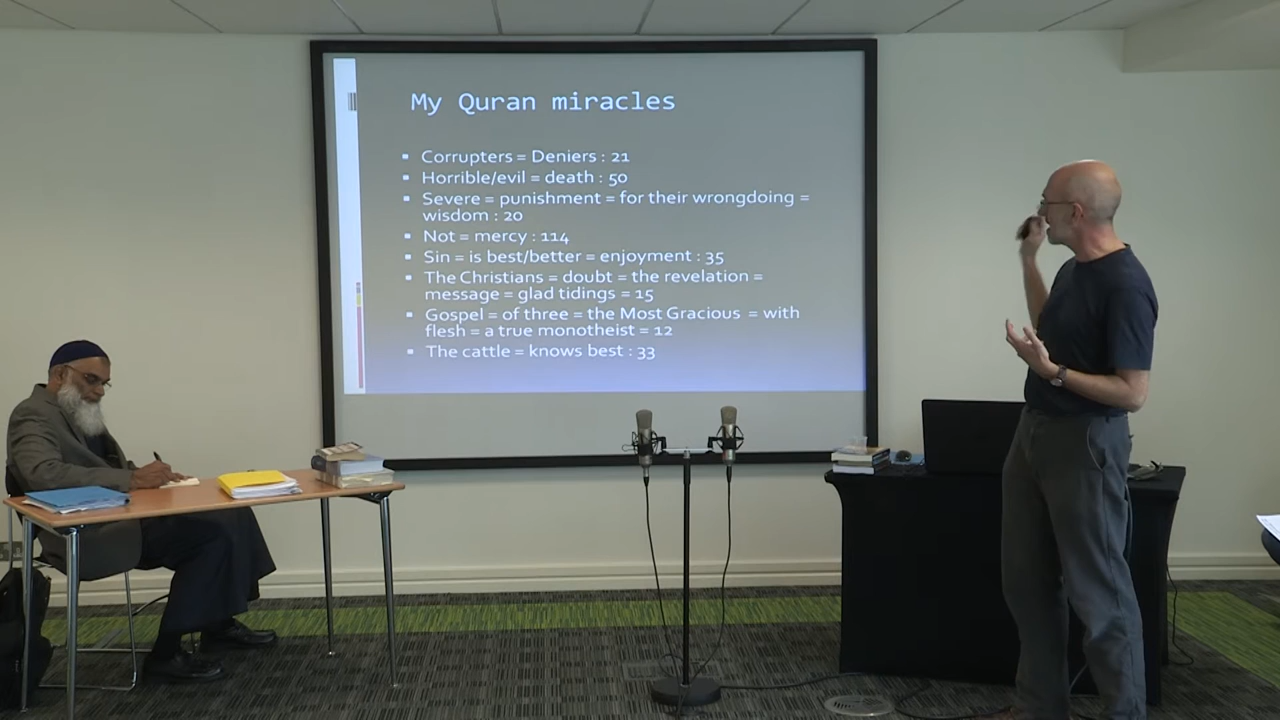 My Quran miracles
Corrupters = Deniers : 21
Horrible/evil = death : 50
Severe = punishment = for their wrongdoing =
wisdom : 20
Not = mercy : 114
Sin = is best/better = enjoyment : 35
The Christians = doubt = the revelation =
message = glad tidings = 15
Gospel = of three = the Most Gracious = with
flesh = a true monotheist = 12
The cattle = knows best : 33